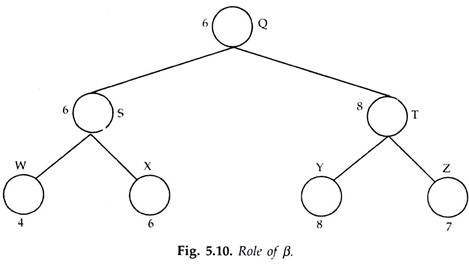 6 Q
6 S
8 T
W X Y Z
4 6 8 7
Fig. 5.10. Role of β.